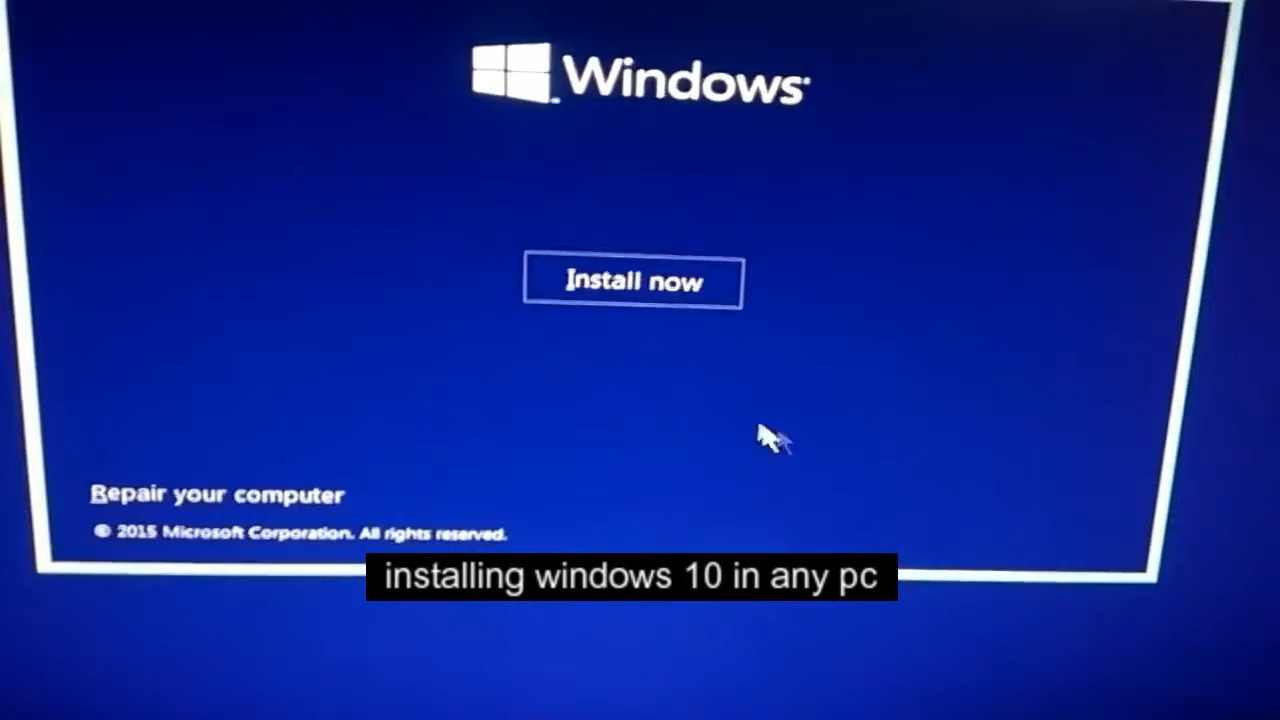 Windows
Install now
Repair your computer
© 2015 Microsoft Corporation. All rights reserved.
installing windows 10 in any pc